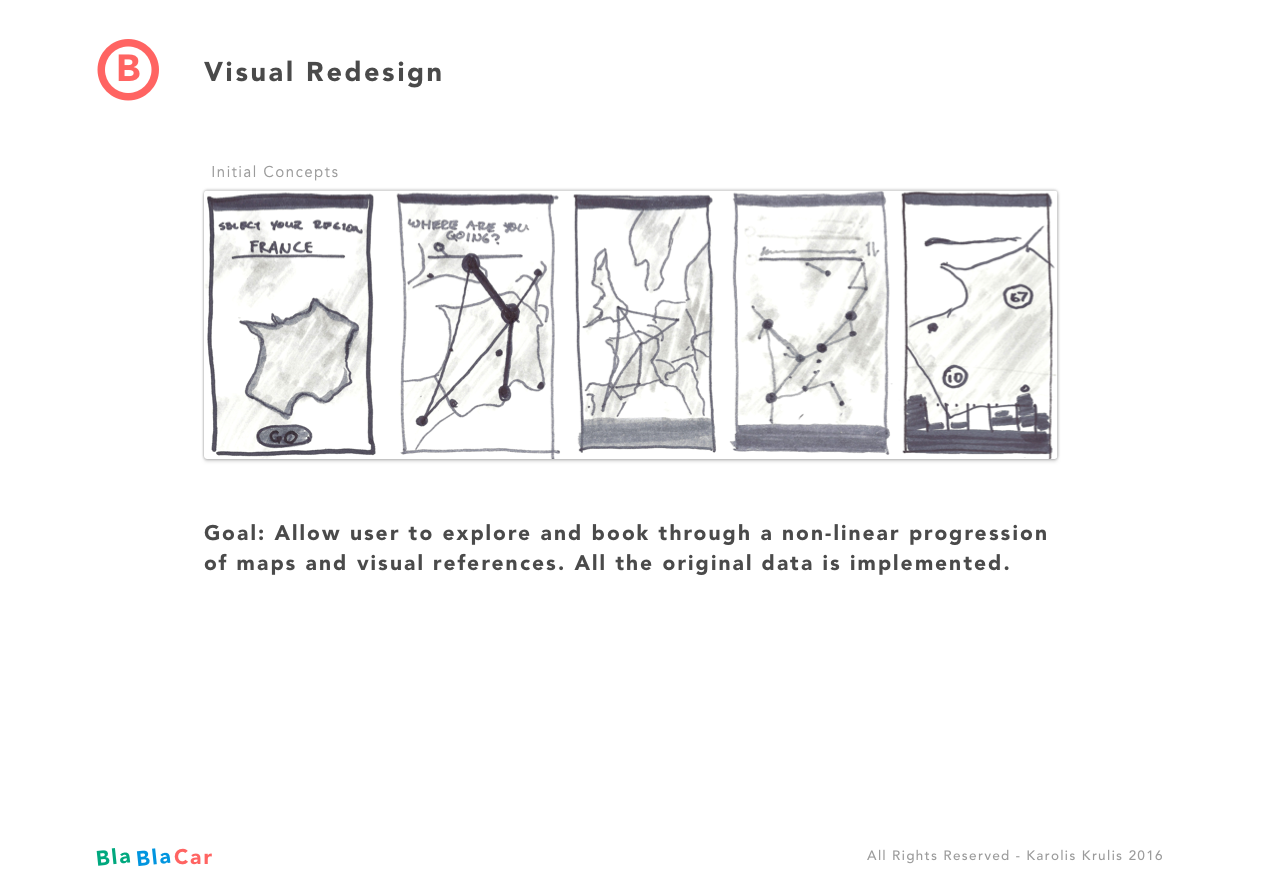 B
Visual Redesign
Initial Concepts
SELECT YOUR REGION
FRANCE
GO
WHERE ARE YOU
GOING?
67
10
Goal: Allow user to explore and book through a non-linear progression
of maps and visual references. All the original data is implemented.
BlaBlaCar
All Rights Reserved - Karolis Krulis 2016